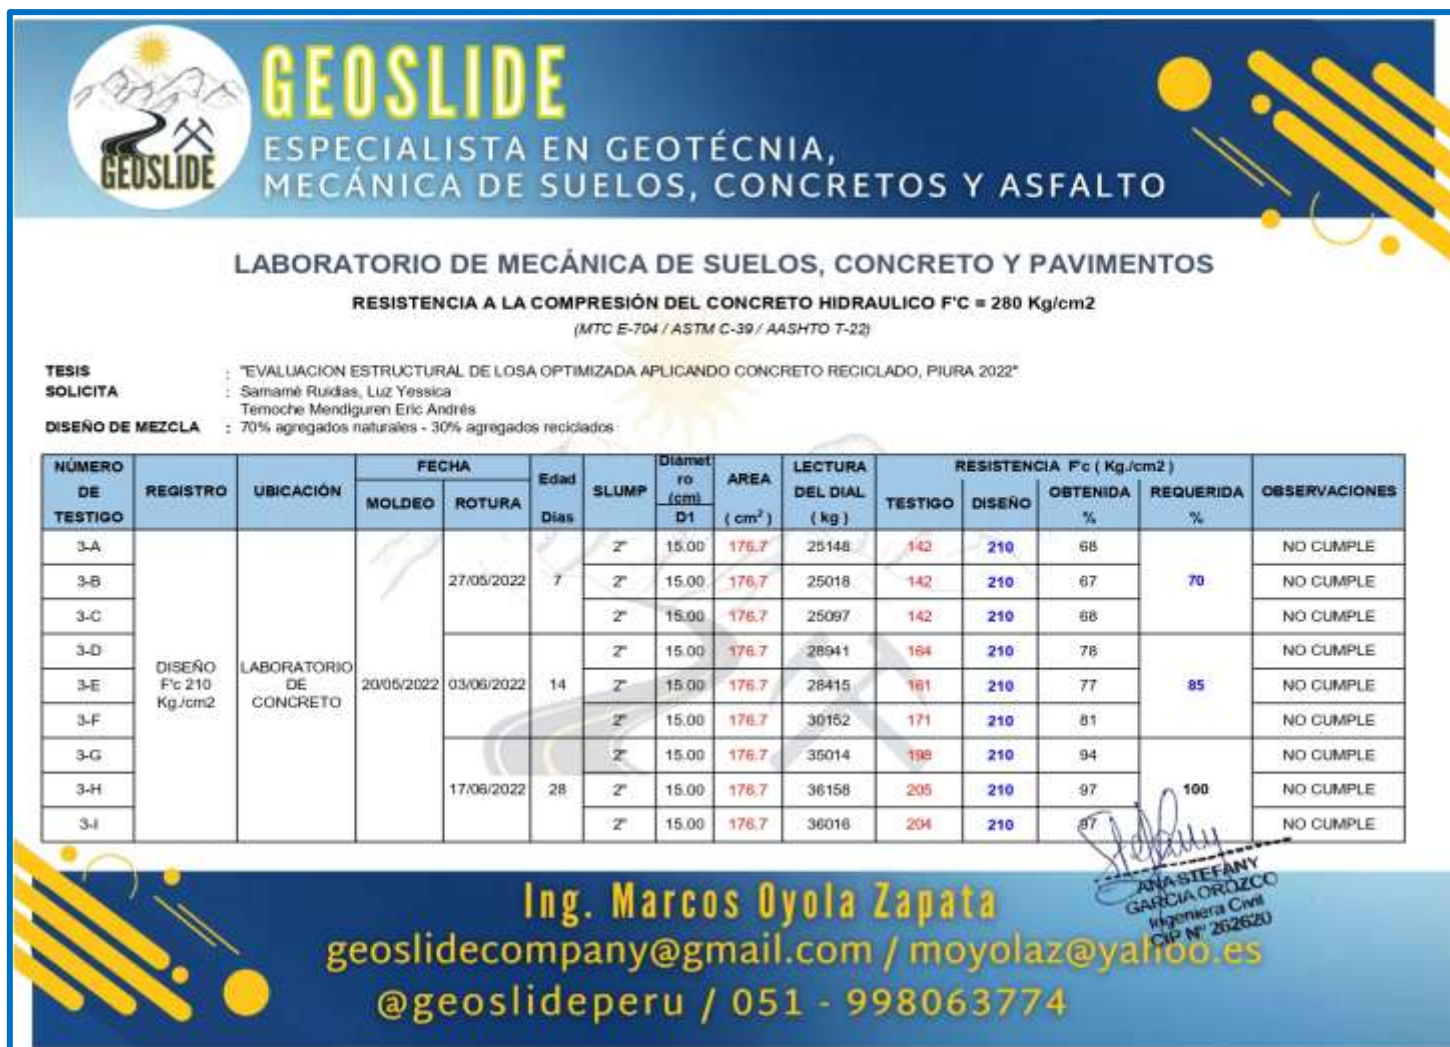 GEOSLIDE
GEOSLIDE
ESPECIALISTA EN GEOTÉCNIA,
MECÁNICA DE SUELOS, CONCRETOS Y ASFALTO
LABORATORIO DE MECÁNICA DE SUELOS, CONCRETO Y PAVIMENTOS
RESISTENCIA A LA COMPRESIÓN DEL CONCRETO HIDRAULICO F'C = 280 Kg/cm2
(MTC E-704 / ASTM C-39 / AASHTO T-22)
TESIS : "EVALUACION ESTRUCTURAL DE LOSA OPTIMIZADA APLICANDO CONCRETO RECICLADO, PIURA 2022"
SOLICITA : Samamé Ruidias, Luz Yessica
Temoche Mendiguren Eric Andrés
DISEÑO DE MEZCLA : 70% agregados naturales - 30% agregados reciclados
NÚMERO DE TESTIGO REGISTRO UBICACIÓN FECHA MOLDEO ROTURA Edad Dias SLUMP Diametro (cm) D1 AREA ( cm² ) LECTURA DEL DIAL ( kg ) RESISTENCIA F'c ( Kg./cm2 ) TESTIGO DISEÑO OBTENIDA % REQUERIDA % OBSERVACIONES
3-A 2" 15.00 176.7 25148 142 210 68 NO CUMPLE
3-B 27/05/2022 7 2" 15.00 176.7 25018 142 210 67 70 NO CUMPLE
3-C 2" 15.00 176.7 25097 142 210 68 NO CUMPLE
3-D 2" 15.00 176.7 28941 164 210 78 NO CUMPLE
3-E DISEÑO F'c 210 Kg./cm2 LABORATORIO DE CONCRETO 20/05/2022 03/06/2022 14 2" 15.00 176.7 28415 161 210 77 85 NO CUMPLE
3-F 2" 15.00 176.7 30152 171 210 81 NO CUMPLE
3-G 2" 15.00 176.7 35014 198 210 94 NO CUMPLE
3-H 17/06/2022 28 2" 15.00 176.7 36158 205 210 97 100 NO CUMPLE
3-I 2" 15.00 176.7 36016 204 210 97 NO CUMPLE
Stefany
ANA STEFANY
GARCIA OROZCO
Ingeniera Civil
CIP N° 262620
Ing. Marcos Oyola Zapata
geoslidecompany@gmail.com / moyolaz@yahoo.es
@geoslideperu / 051 - 998063774